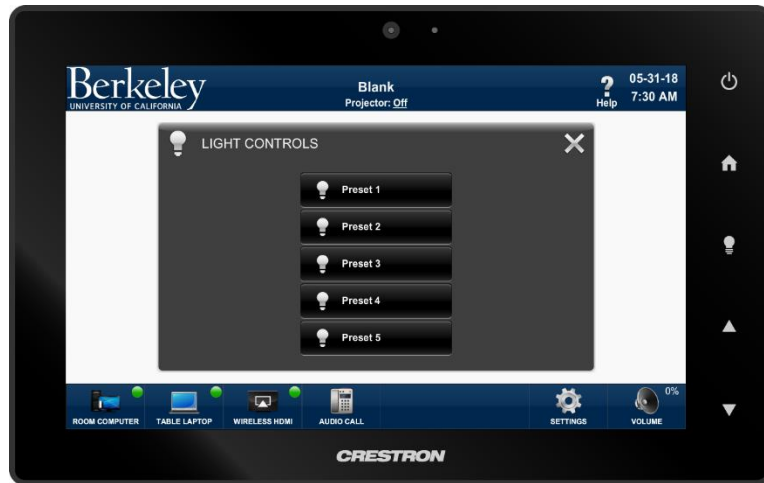 Berkeley
UNIVERSITY OF CALIFORNIA
Blank
Projector: Off
?
Help
05-31-18
7:30 AM
LIGHT CONTROLS
Preset 1
Preset 2
Preset 3
Preset 4
Preset 5
ROOM COMPUTER
TABLE LAPTOP
WIRELESS HDMI
AUDIO CALL
SETTINGS
0%
VOLUME
CRESTRON